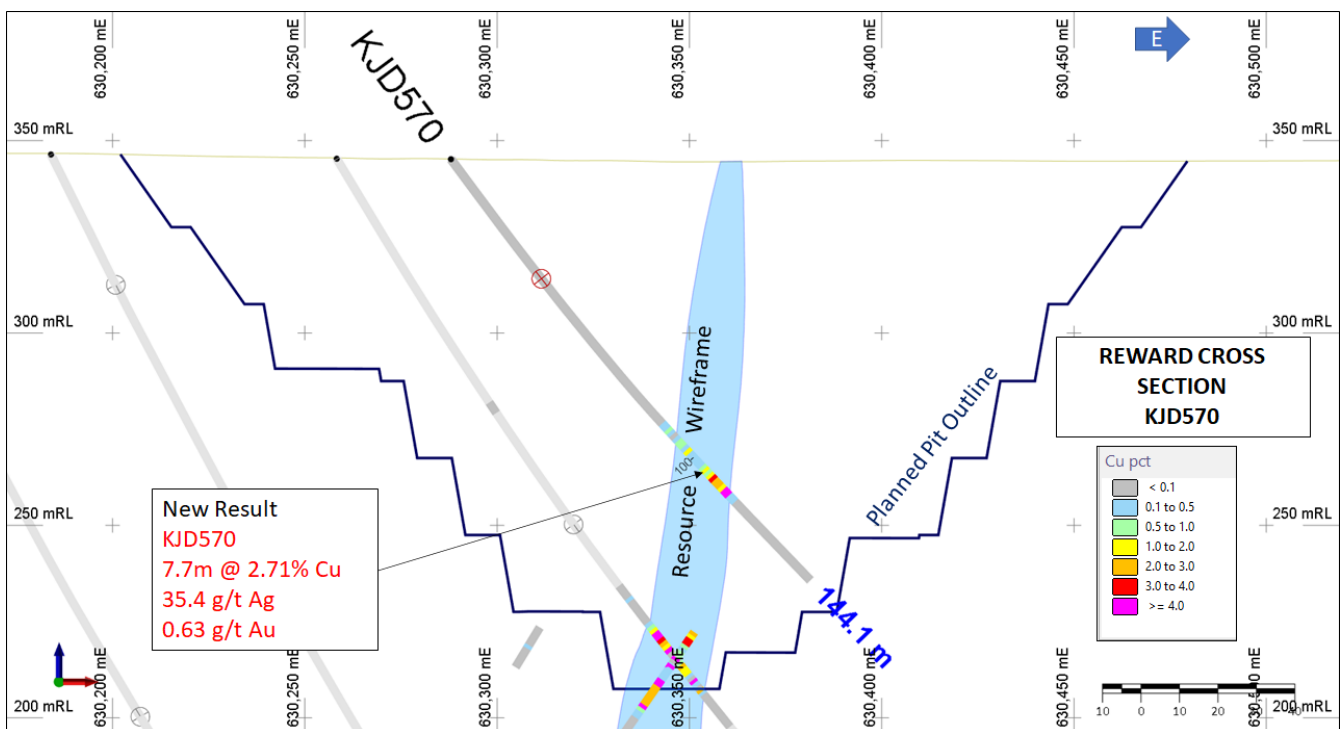 630,200 mE
630,250 mE
630,300 mE
630,350 mE
630,400 mE
630,450 mE
630,500 mE
E
KJD570
350 mRL
350 mRL
300 mRL
300 mRL
Wireframe
Resource
100-
Planned Pit Outline
REWARD CROSS
SECTION
KJD570
Cu pct
< 0.1
0.1 to 0.5
0.5 to 1.0
1.0 to 2.0
2.0 to 3.0
3.0 to 4.0
>= 4.0
250 mRL
250 mRL
New Result
KJD570
7.7m @ 2.71% Cu
35.4 g/t Ag
0.63 g/t Au
144.1 m
200 mRL
200 mRL
630,200 mE
630,250 mE
630,300 mE
630,350 mE
630,400 mE
630,450 mE
10 0 10 20 30 40